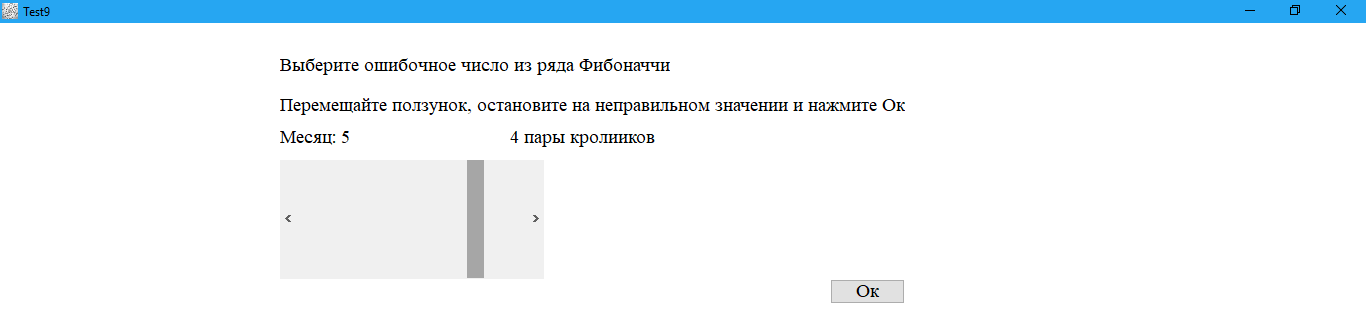 Test9
Выберите ошибочное число из ряда Фибоначчи
Перемещайте ползунок, остановите на неправильном значении и нажмите Ок
Месяц: 5 4 пары кролииков
Ок